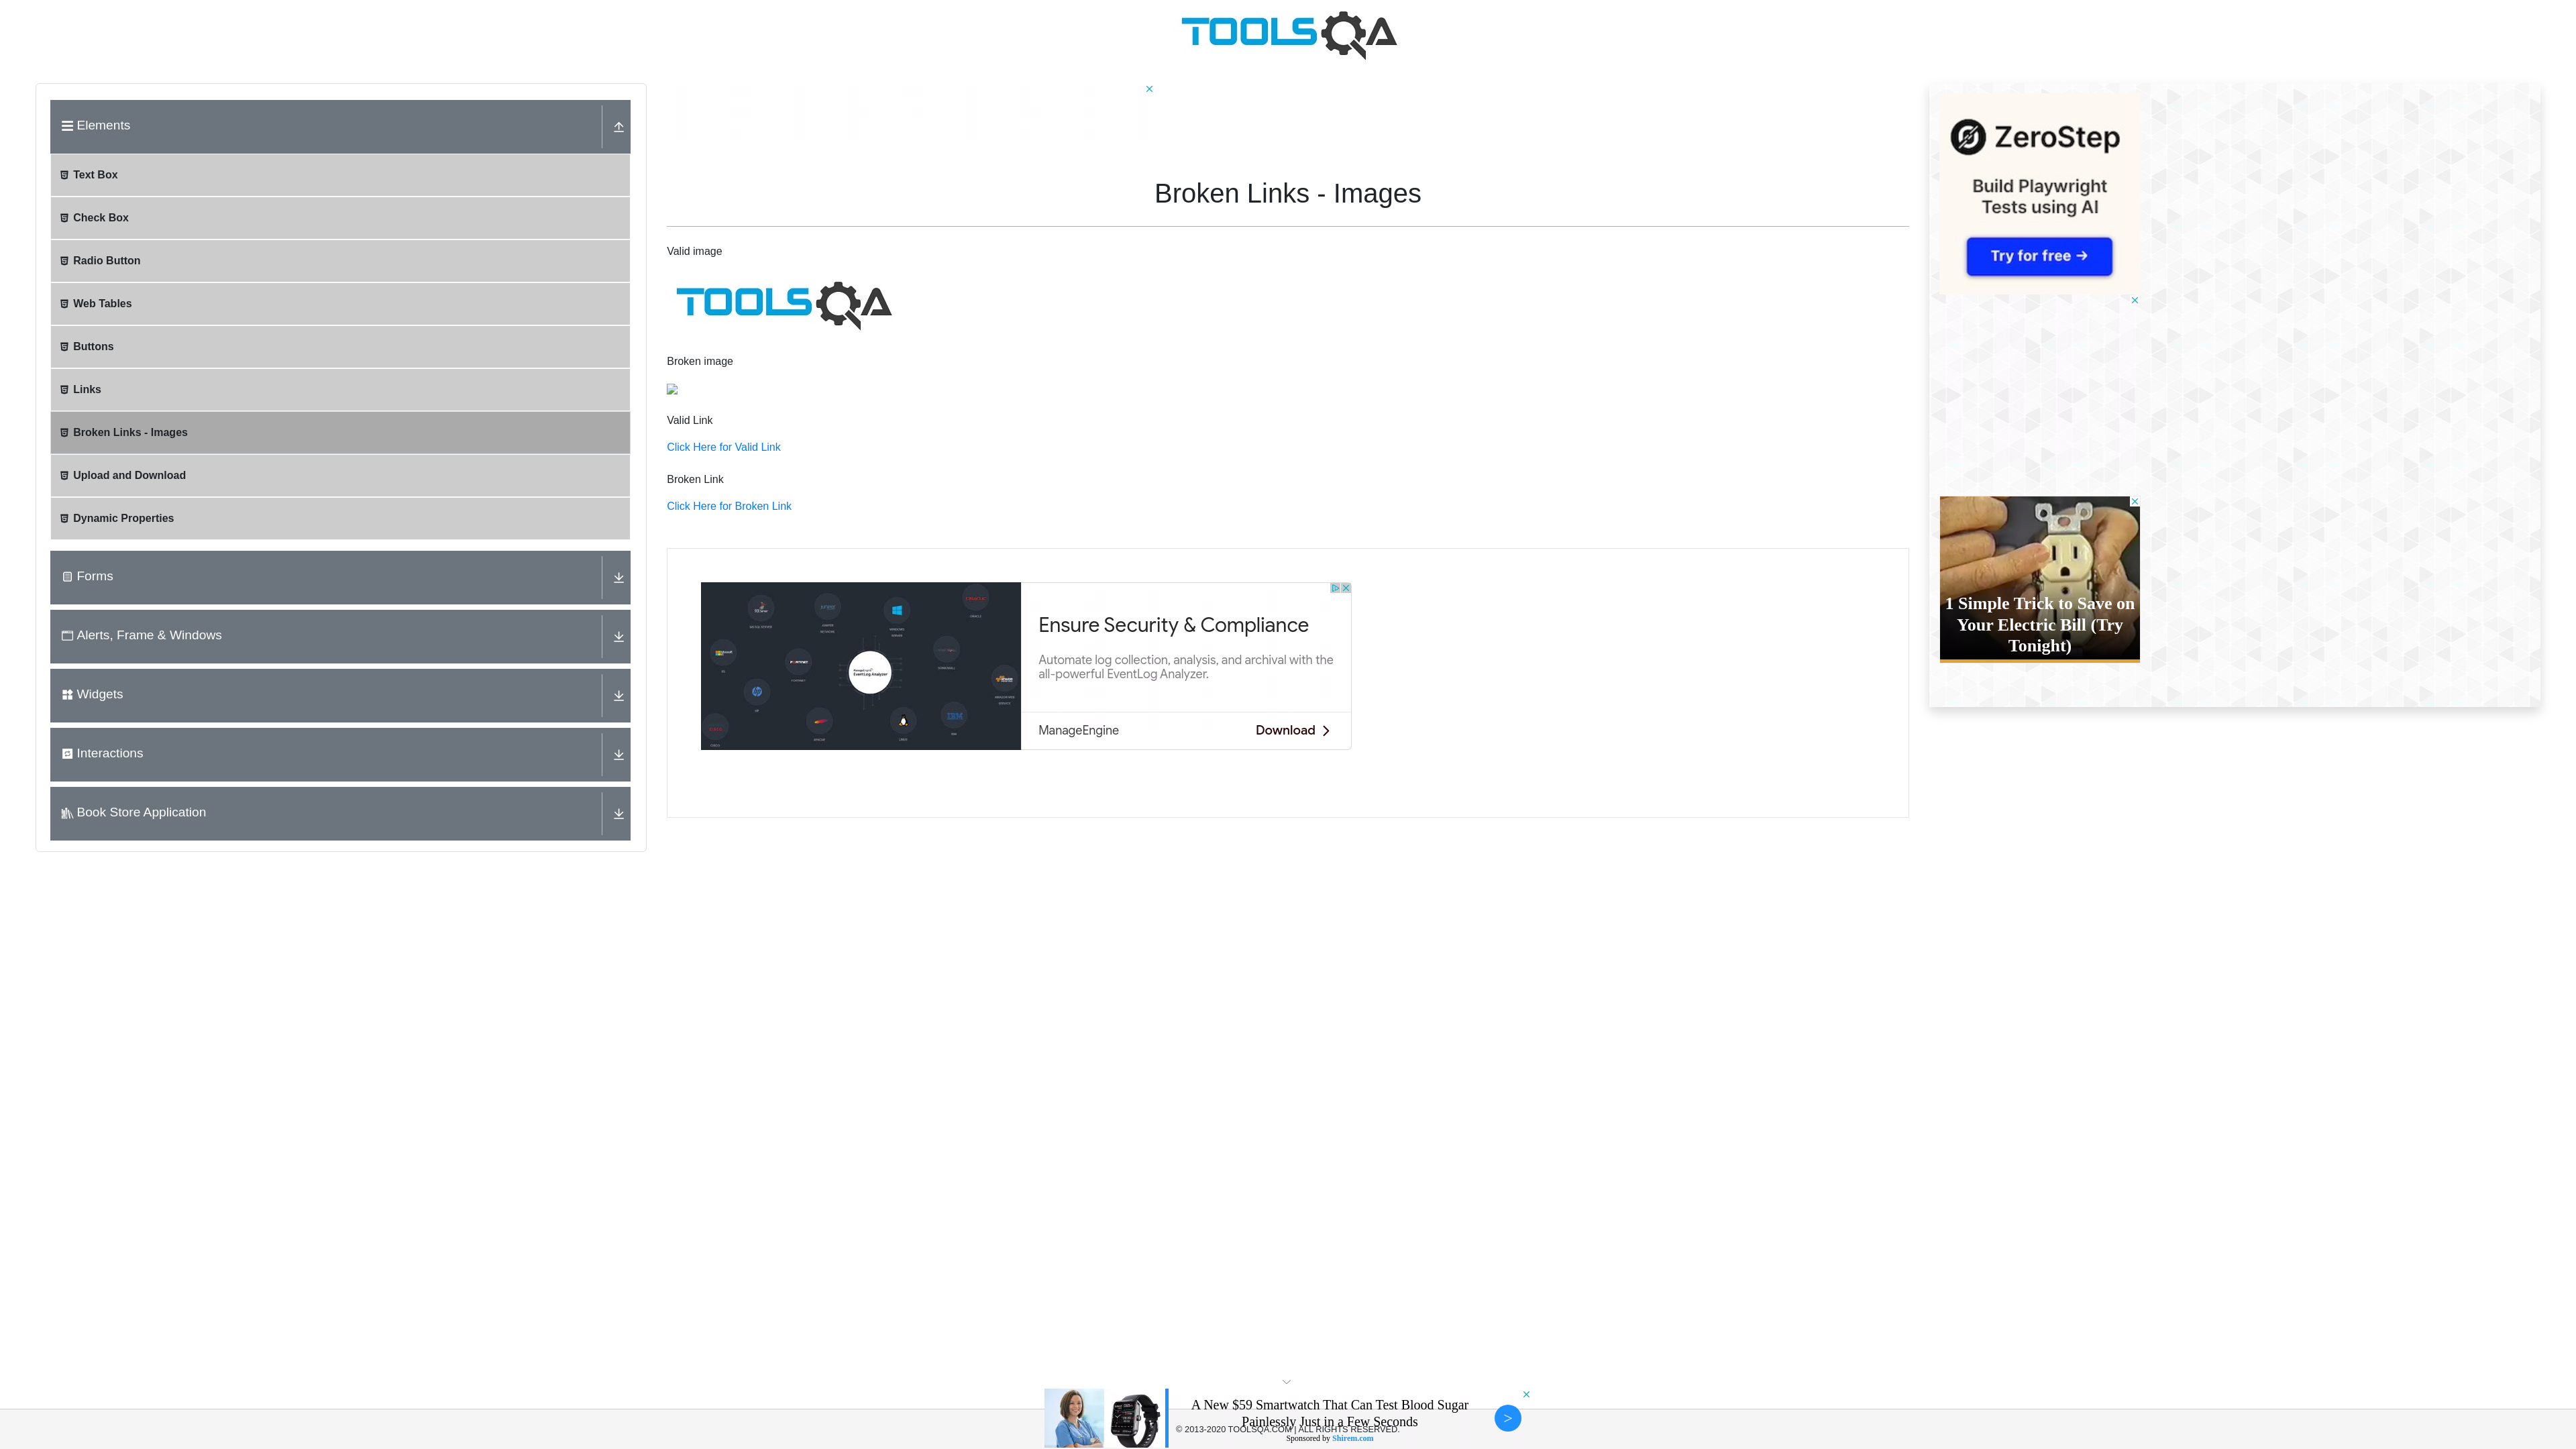 TOOLSQA
Elements
Text Box
Check Box
Radio Button
Web Tables
Buttons
Links
Broken Links - Images
Upload and Download
Dynamic Properties
Forms
Alerts, Frame & Windows
Widgets
Interactions
Book Store Application
Broken Links - Images
Valid image
TOOLSQA
Broken image
Valid Link
Click Here for Valid Link
Broken Link
Click Here for Broken Link
Ensure Security & Compliance
Automate log collection, analysis, and archival with the
all-powerful EventLog Analyzer.
ManageEngine
Download
ZeroStep
Build Playwright
Tests using AI
Try for free →
1 Simple Trick to Save on
Your Electric Bill (Try
Tonight)
A New $59 Smartwatch That Can Test Blood Sugar
Painlessly Just in a Few Seconds
© 2013-2020 TOOLSQA.COM | ALL RIGHTS RESERVED.
Sponsored by Shirem.com